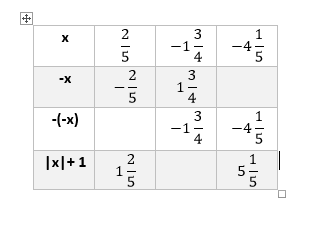 x 2/5 −1 3/4 −4 1/5
-x −2/5 1 3/4
-(-x) −1 3/4 −4 1/5
|x|+ 1 1 2/5 5 1/5